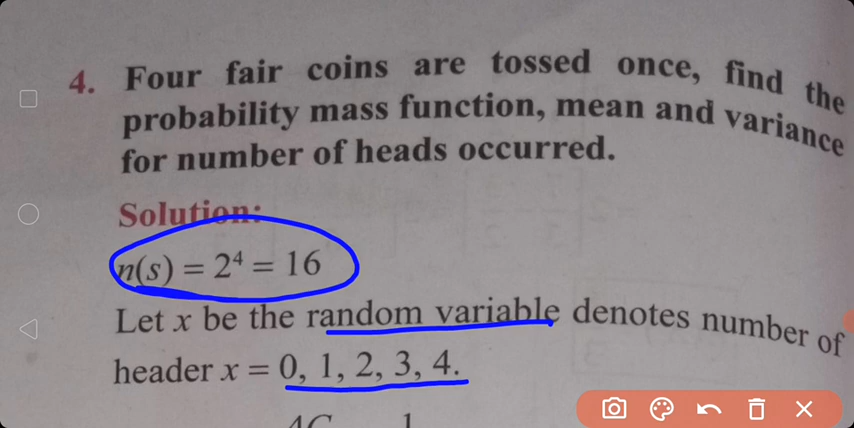 4. Four fair coins are tossed once, find the
probability mass function, mean and variance
for number of heads occurred.
Solution:
n(s) = 2⁴ = 16
Let x be the random variable denotes number of
header x = 0, 1, 2, 3, 4.